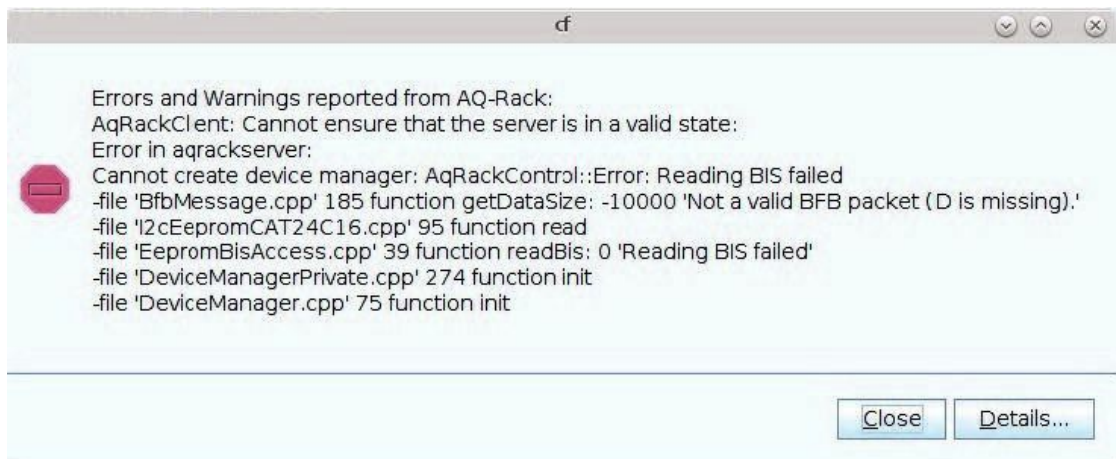 cf
Errors and Warnings reported from AQ-Rack:
AqRackClient: Cannot ensure that the server is in a valid state:
Error in aqrackserver:
Cannot create device manager: AqRackControl::Error: Reading BIS failed
-file 'BfbMessage.cpp' 185 function getDataSize: -10000 'Not a valid BFB packet (D is missing).'
-file 'I2cEepromCAT24C16.cpp' 95 function read
-file 'EepromBisAccess.cpp' 39 function readBis: 0 'Reading BIS failed'
-file 'DeviceManagerPrivate.cpp' 274 function init
-file 'DeviceManager.cpp' 75 function init
Close Details...